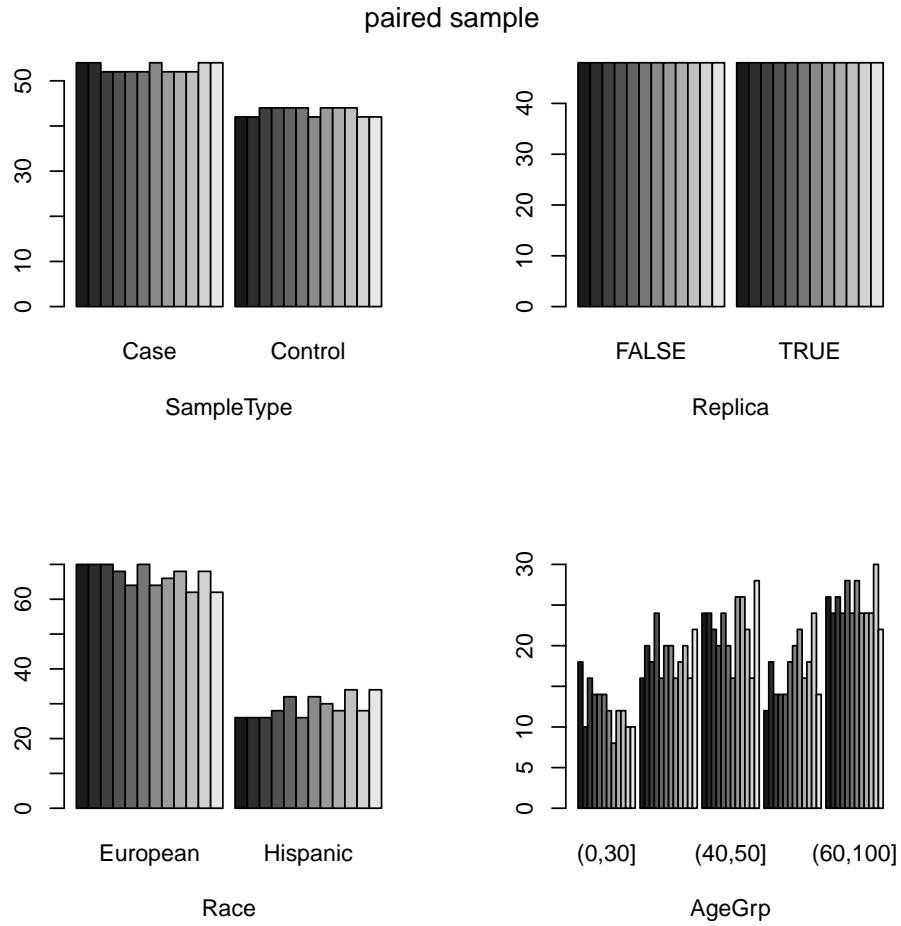 paired sample
50
30
10
0
Case Control
SampleType
40
30
20
10
0
FALSE TRUE
Replica
60
40
20
0
European Hispanic
Race
30
20
10
5
0
(0,30] (40,50] (60,100]
AgeGrp